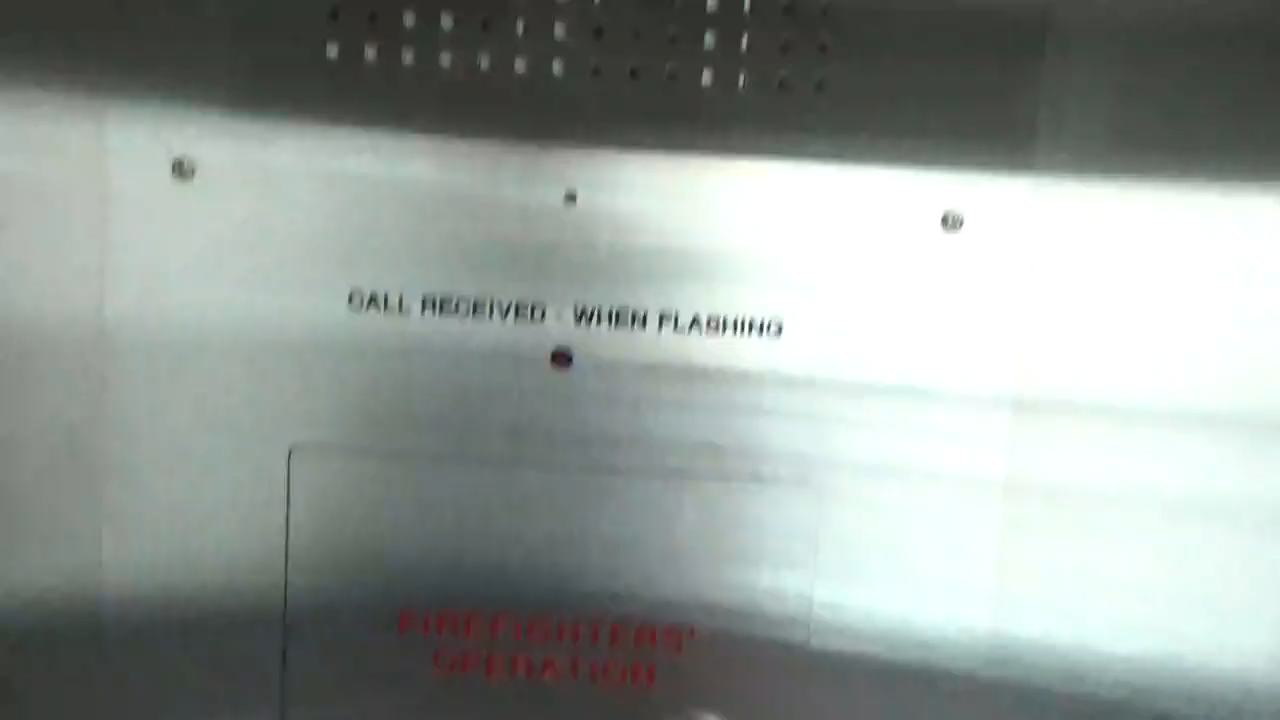 CALL RECEIVED - WHEN FLASHING
FIREFIGHTERS'
OPERATION